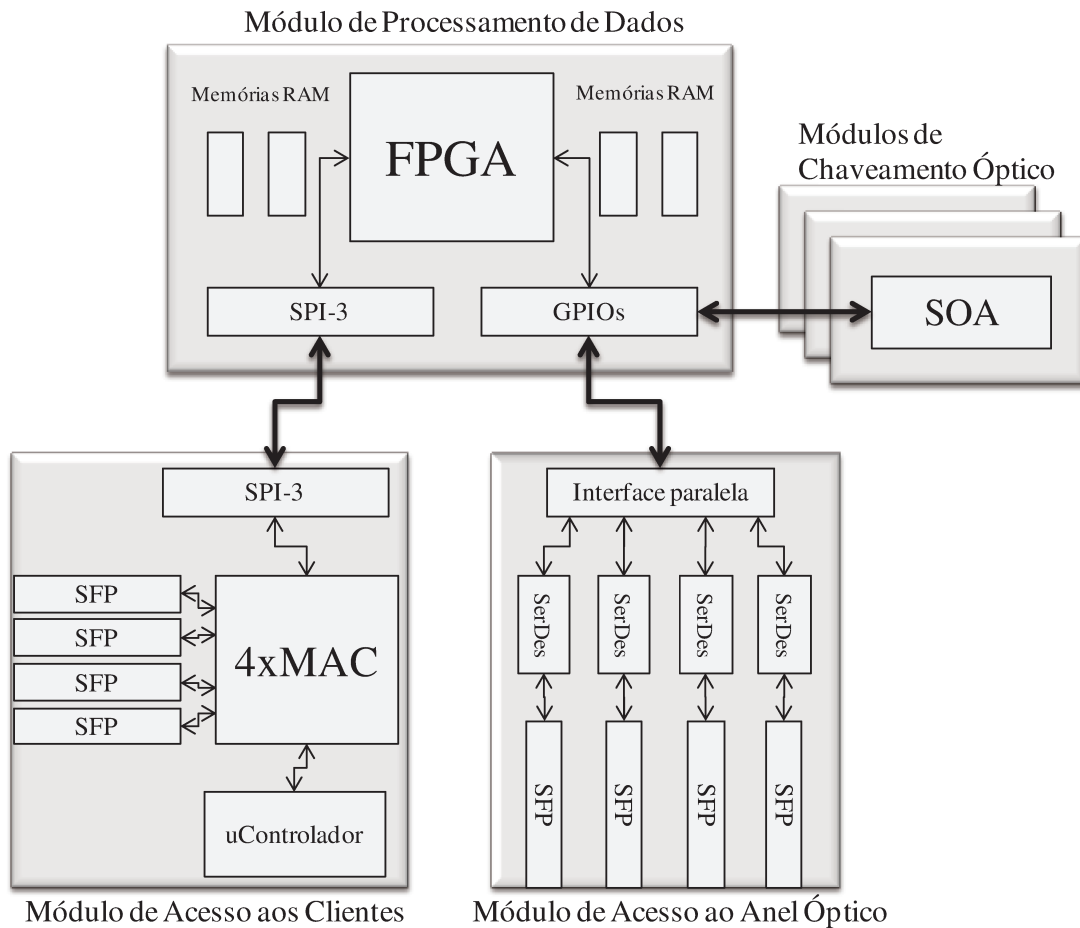 Módulo de Processamento de Dados
Memórias RAM
FPGA
Memórias RAM
SPI-3
GPIOs
Módulos de
Chaveamento Óptico
SOA
SPI-3
SFP
SFP
SFP
SFP
4xMAC
uControlador
Módulo de Acesso aos Clientes
Interface paralela
SerDes
SerDes
SerDes
SerDes
SFP
SFP
SFP
SFP
Módulo de Acesso ao Anel Óptico